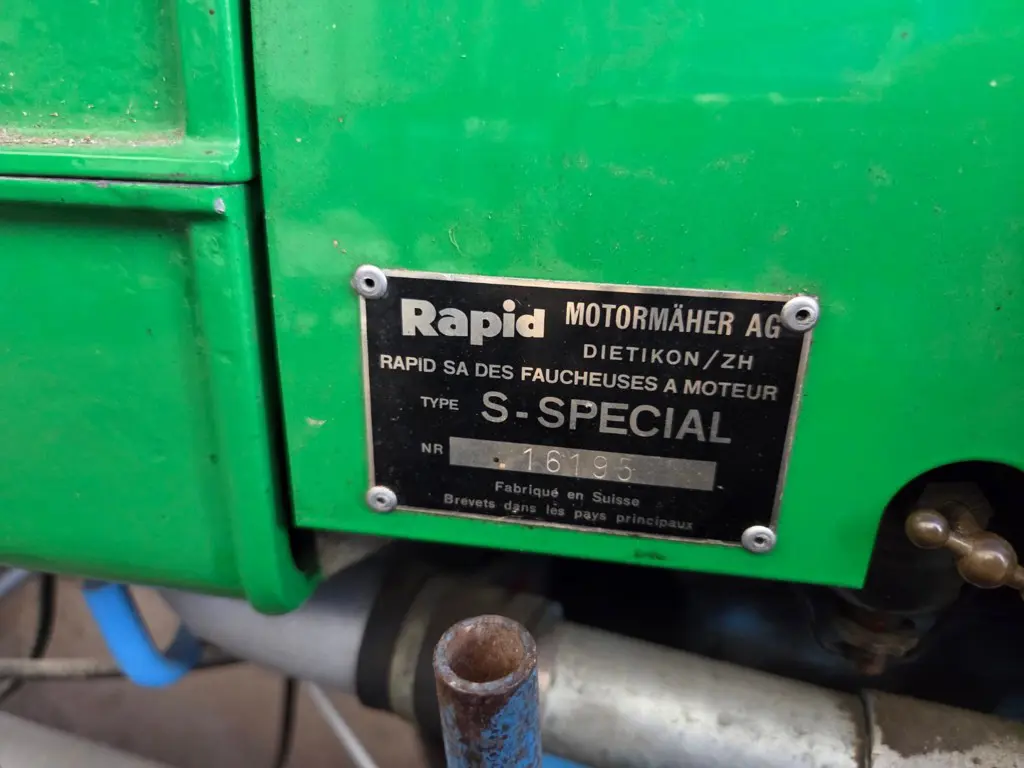 Rapid MOTORMÄHER AG
DIETIKON/ZH
RAPID SA DES FAUCHEUSES A MOTEUR
TYPE S-SPECIAL
NR 16195
Fabriqué en Suisse
Brevets dans les pays principaux